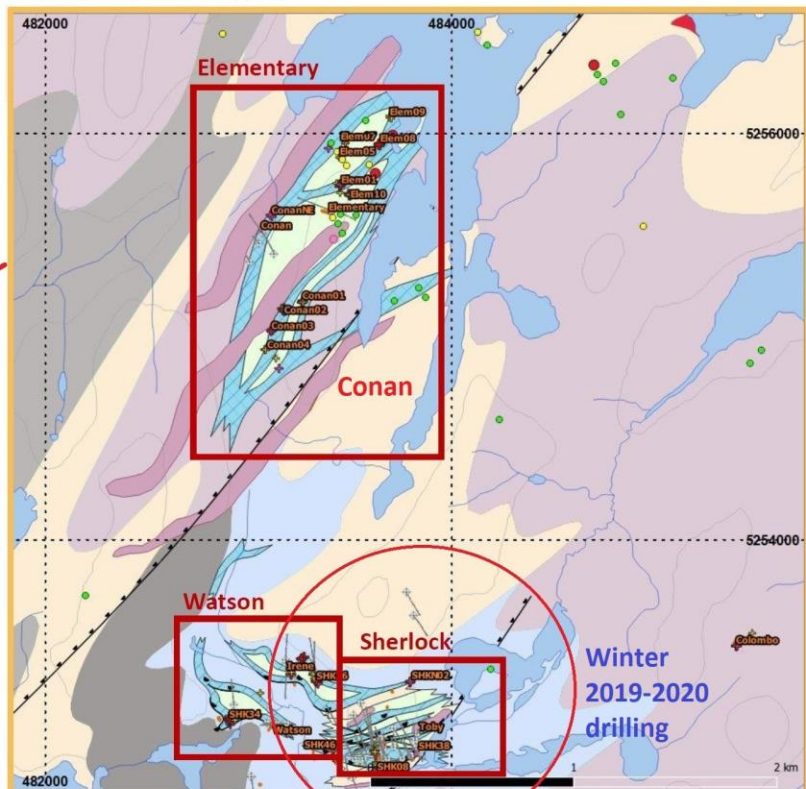 482000
484000
Elementary
Elem09
5256000
Elem07
Elem08
Elem05
Elem01
Elem10
Elementary
ConanNE
Conan
Conan01
Conan02
Conan03
Conan04
Conan
5254000
Watson
Sherlock
Colombo
Irene
SHKN02
Winter
2019-2020
drilling
SHK34
Watson
Toby
SHK46
SHK38
SHK08
482000
1
2 km